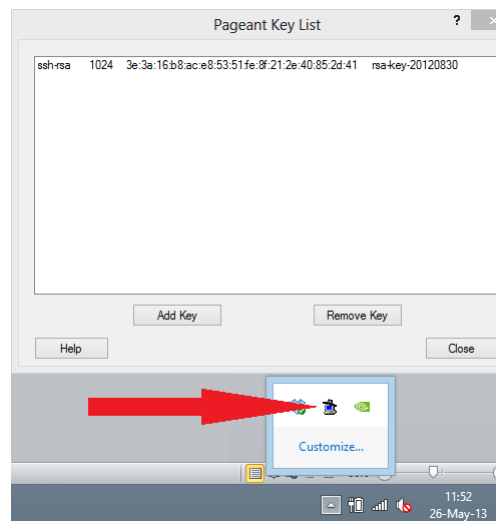 Pageant Key List
?
ssh-rsa 1024 3e:3a:16:b8:ac:e8:53:51:fe:8f:21:2e:40:85:2d:41 rsa-key-20120830
Add Key Remove Key
Help Close
Customize...
11:52
26-May-13